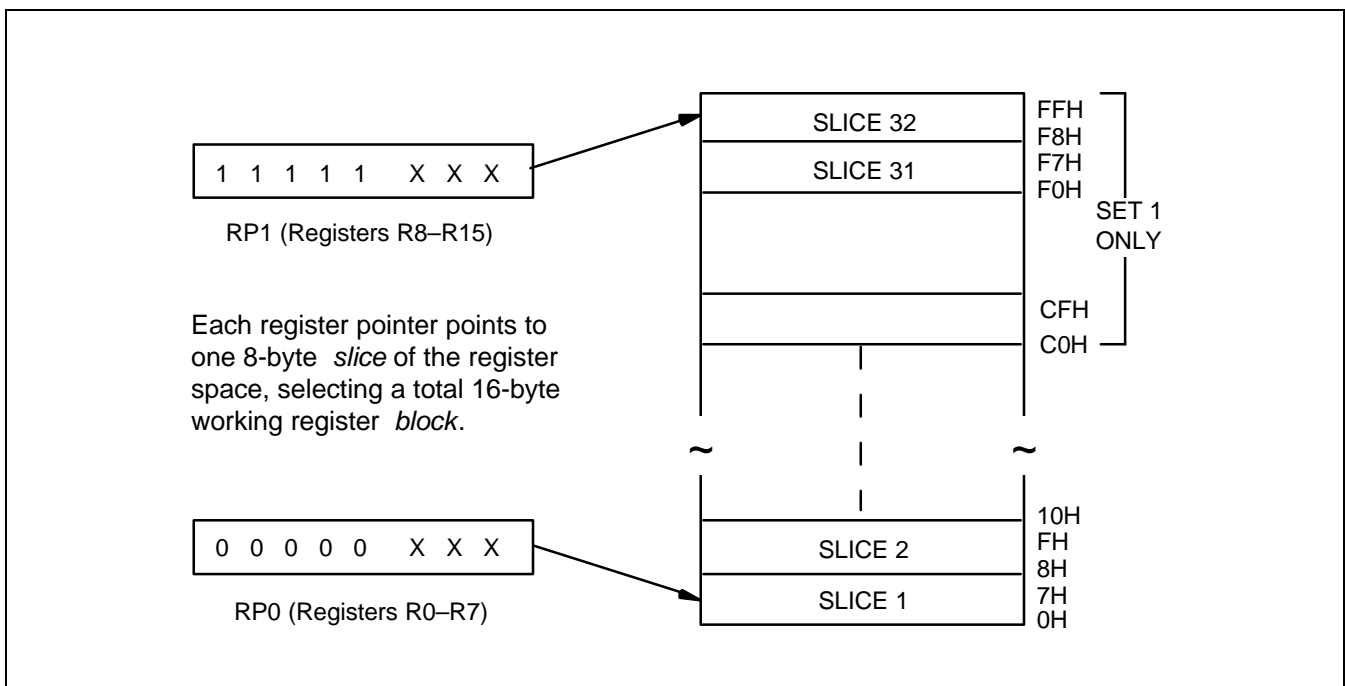 SLICE 32
FFH
F8H
1 1 1 1 1 X X X
SLICE 31
F7H
F0H
RP1 (Registers R8–R15)
SET 1
ONLY
Each register pointer points to
one 8-byte slice of the register
space, selecting a total 16-byte
working register block.
CFH
C0H
~ ~
10H
0 0 0 0 0 X X X
SLICE 2
FH
8H
RP0 (Registers R0–R7)
SLICE 1
7H
0H